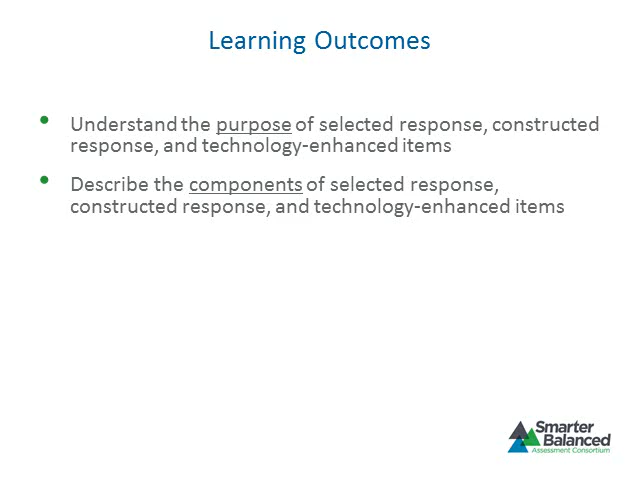 Learning Outcomes
• Understand the purpose of selected response, constructed
response, and technology-enhanced items
• Describe the components of selected response,
constructed response, and technology-enhanced items
Smarter
Balanced
Assessment Consortium